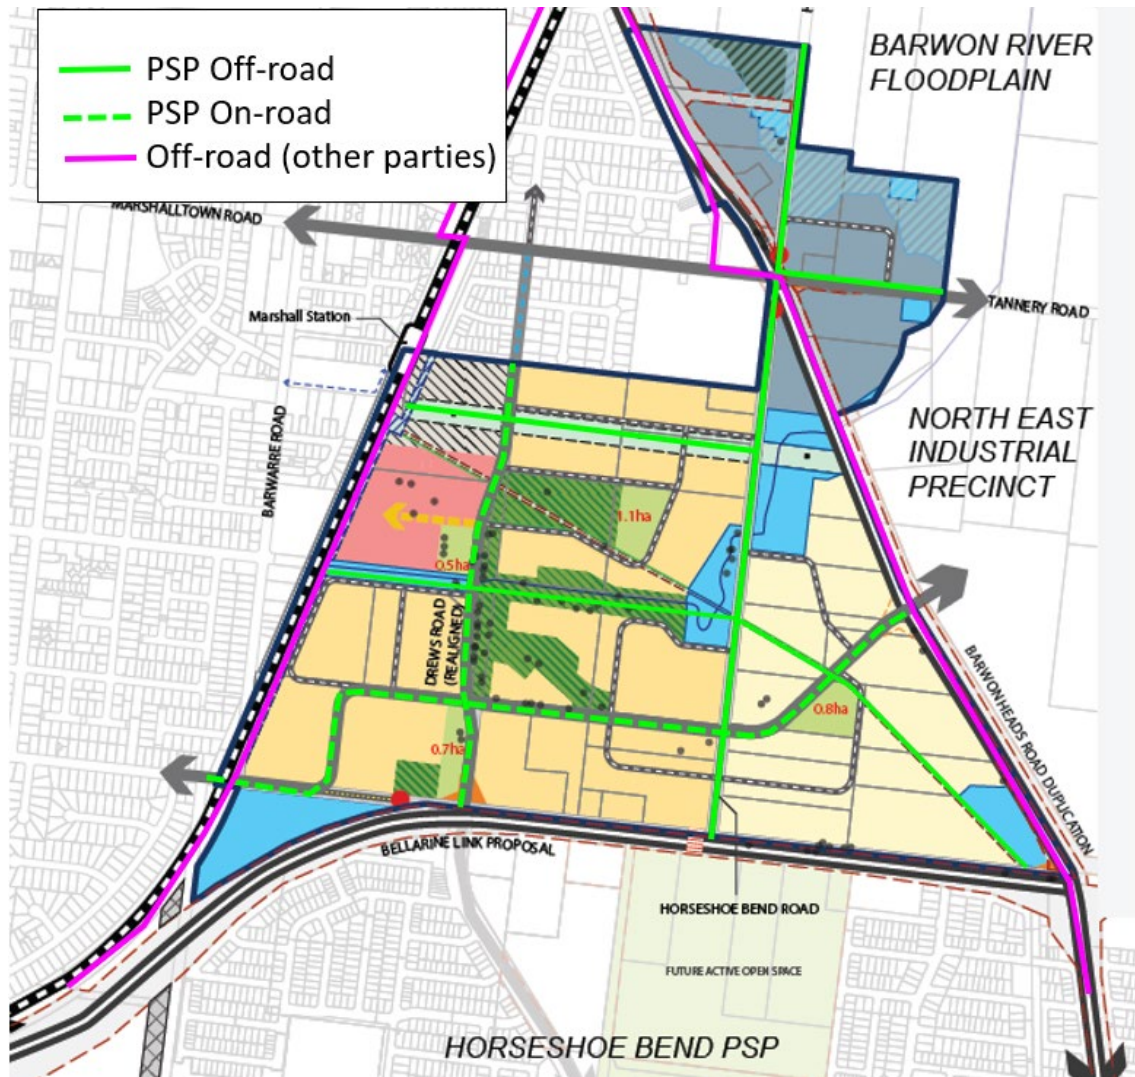 PSP Off-road
PSP On-road
Off-road (other parties)
BARWON RIVER
FLOODPLAIN
MARSHALLTOWN ROAD
TANNERY ROAD
Marshall Station
BARWARRE ROAD
NORTH EAST
INDUSTRIAL
PRECINCT
1.1ha
0.5ha
DREWS ROAD
(REALIGNED)
0.8ha
0.7ha
BARWON HEADS ROAD DUPLICATION
BELLARINE LINK PROPOSAL
HORSESHOE BEND ROAD
FUTURE ACTIVE OPEN SPACE
HORSESHOE BEND PSP